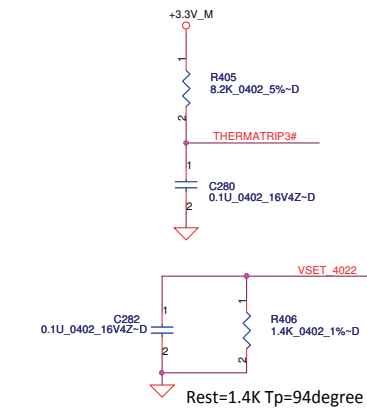 +3.3V_M
1
R405
8.2K_0402_5%~D
2
THERMATRIP3#
1
C280
0.1U_0402_16V4Z~D
2
VSET_4022
1
C282
0.1U_0402_16V4Z~D
2
1
R406
1.4K_0402_1%~D
2
Rest=1.4K Tp=94degree